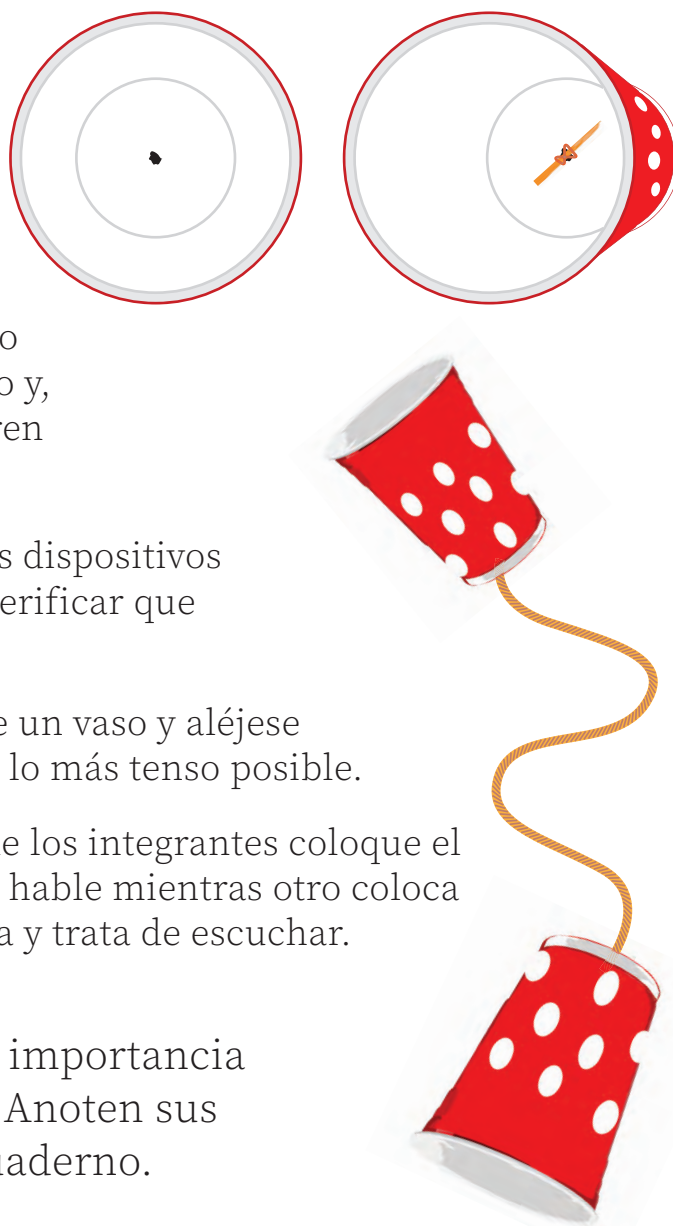 o
o y,
ren
s dispositivos
erificar que
e un vaso y aléjese
lo más tenso posible.
e los integrantes coloque el
hable mientras otro coloca
a y trata de escuchar.
importancia
Anoten sus
uaderno.